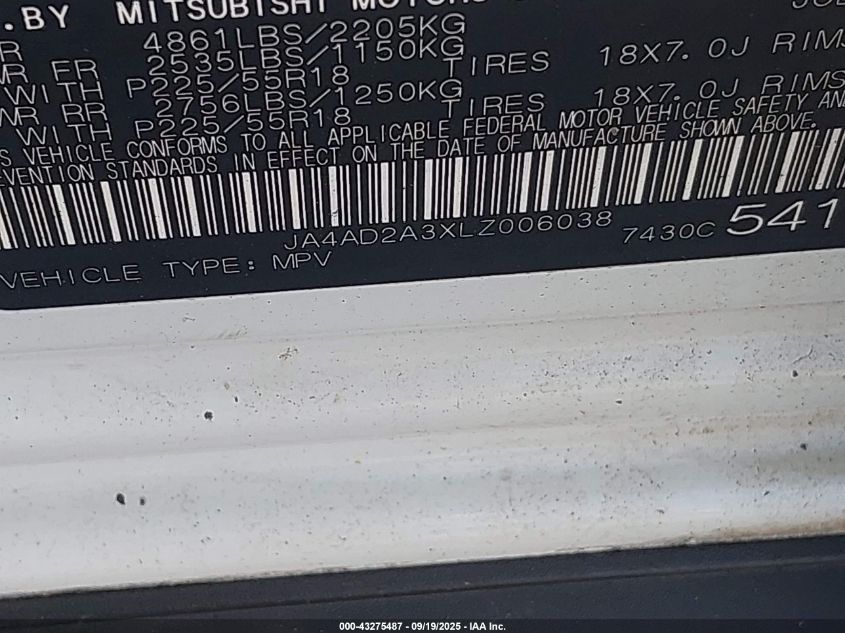 .BY MITSUBISHI MOTORS
R 4861LBS/2205KG
WR FR 2535LBS/1150KG
WITH P225/55R18 TIRES 18X7.0J RIMS
WR RR 2756LBS/1250KG
WITH P225/55R18 TIRES 18X7.0J RIMS
S VEHICLE CONFORMS TO ALL APPLICABLE FEDERAL MOTOR VEHICLE SAFETY AN
EVENTION STANDARDS IN EFFECT ON THE DATE OF MANUFACTURE SHOWN ABOVE.
JA4AD2A3XLZ006038 7430C 541
VEHICLE TYPE: MPV
000-43275487 - 09/19/2025 - IAA Inc.